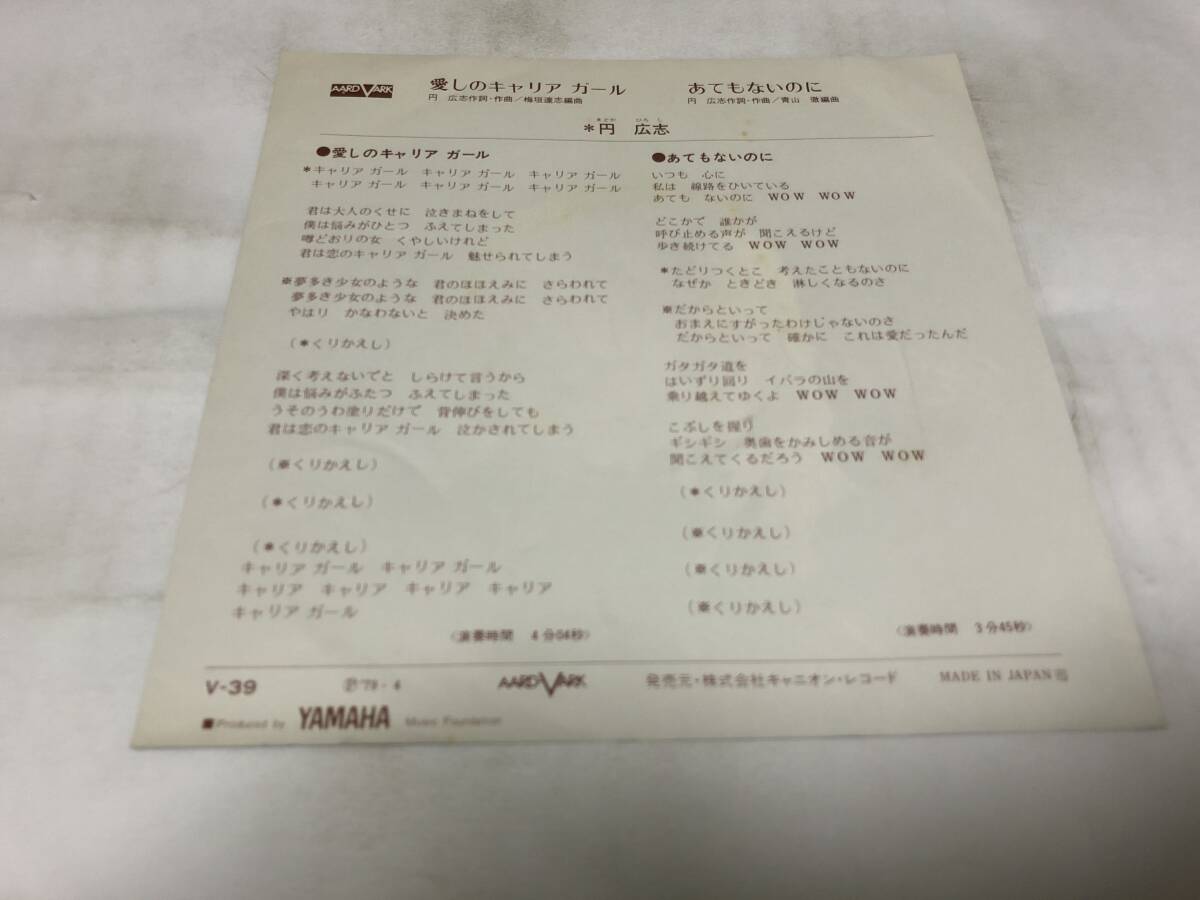 AARDVARK
愛しのキャリア ガール
円 広志作詞・作曲／梅垣達志編曲
あてもないのに
円 広志作詞・作曲／青山 徹編曲
まどか ひろし
＊円 広志
●愛しのキャリア ガール
＊キャリア ガール キャリア ガール キャリア ガール
キャリア ガール キャリア ガール キャリア ガール
君は大人のくせに 泣きまねをして
僕は悩みがひとつ ふえてしまった
噂どおりの女 くやしいけれど
君は恋のキャリア ガール 魅せられてしまう
※夢多き少女のような 君のほほえみに さらわれて
夢多き少女のような 君のほほえみに さらわれて
やはり かなわないと 決めた
（＊くりかえし）
深く考えないでと しらけて言うから
僕は悩みがふたつ ふえてしまった
うそのうわ塗りだけで 背伸びをしても
君は恋のキャリア ガール 泣かされてしまう
（※くりかえし）
（＊くりかえし）
（＊くりかえし）
キャリア ガール キャリア ガール
キャリア キャリア キャリア キャリア
キャリア ガール
〈演奏時間 4分04秒〉
●あてもないのに
いつも 心に
私は 線路をひいている
あても ないのに WOW WOW
どこかで 誰かが
呼び止める声が 聞こえるけど
歩き続けてる WOW WOW
＊たどりつくとこ 考えたこともないのに
なぜか ときどき 淋しくなるのさ
※だからといって
おまえにすがったわけじゃないのさ
だからといって 確かに これは愛だったんだ
ガタガタ道を
はいずり回り イバラの山を
乗り越えてゆくよ WOW WOW
こぶしを握り
ギシギシ 奥歯をかみしめる音が
聞こえてくるだろう WOW WOW
（＊くりかえし）
（※くりかえし）
（※くりかえし）
（※くりかえし）
〈演奏時間 3分45秒〉
V-39 Ⓟ'79・4 AARDVARK 発売元・株式会社キャニオン・レコード MADE IN JAPAN
■Produced by YAMAHA Music Foundation